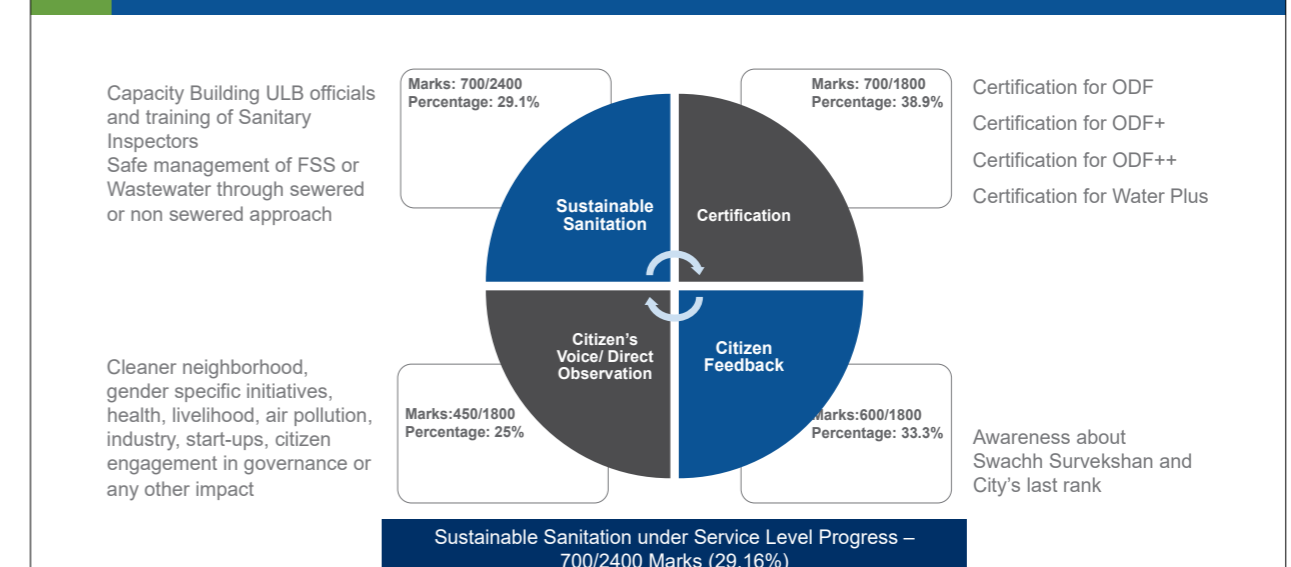 Capacity Building ULB officials
and training of Sanitary
Inspectors
Safe management of FSS or
Wastewater through sewered
or non sewered approach
Marks: 700/2400
Percentage: 29.1%
Sustainable
Sanitation
Marks: 700/1800
Percentage: 38.9%
Certification
Certification for ODF
Certification for ODF+
Certification for ODF++
Certification for Water Plus
Cleaner neighborhood,
gender specific initiatives,
health, livelihood, air pollution,
industry, start-ups, citizen
engagement in governance or
any other impact
Marks:450/1800
Percentage: 25%
Citizen’s
Voice/ Direct
Observation
Citizen
Feedback
Marks:600/1800
Percentage: 33.3%
Awareness about
Swachh Survekshan and
City’s last rank
Sustainable Sanitation under Service Level Progress –
700/2400 Marks (29.16%)